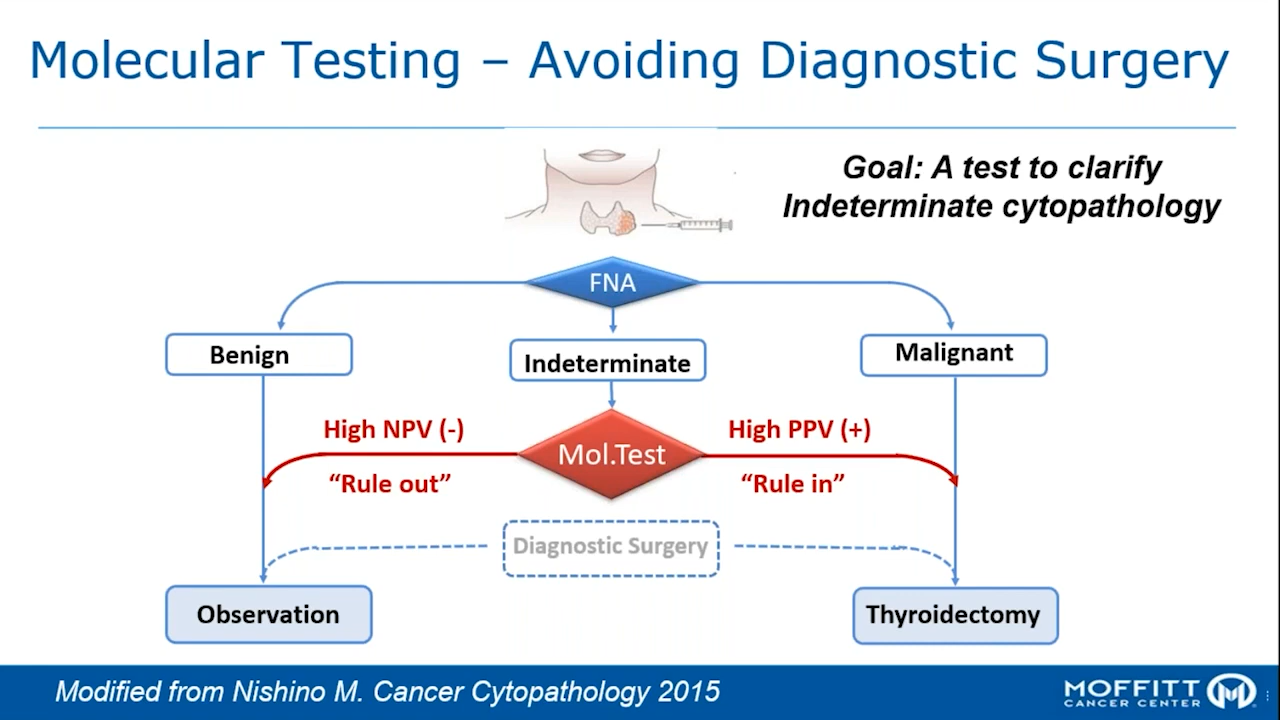 Molecular Testing – Avoiding Diagnostic Surgery
Goal: A test to clarify
Indeterminate cytopathology
FNA
Benign
Indeterminate
Malignant
High NPV (-)
High PPV (+)
Mol.Test
“Rule out”
“Rule in”
Diagnostic Surgery
Observation
Thyroidectomy
Modified from Nishino M. Cancer Cytopathology 2015
MOFFITT
CANCER CENTER